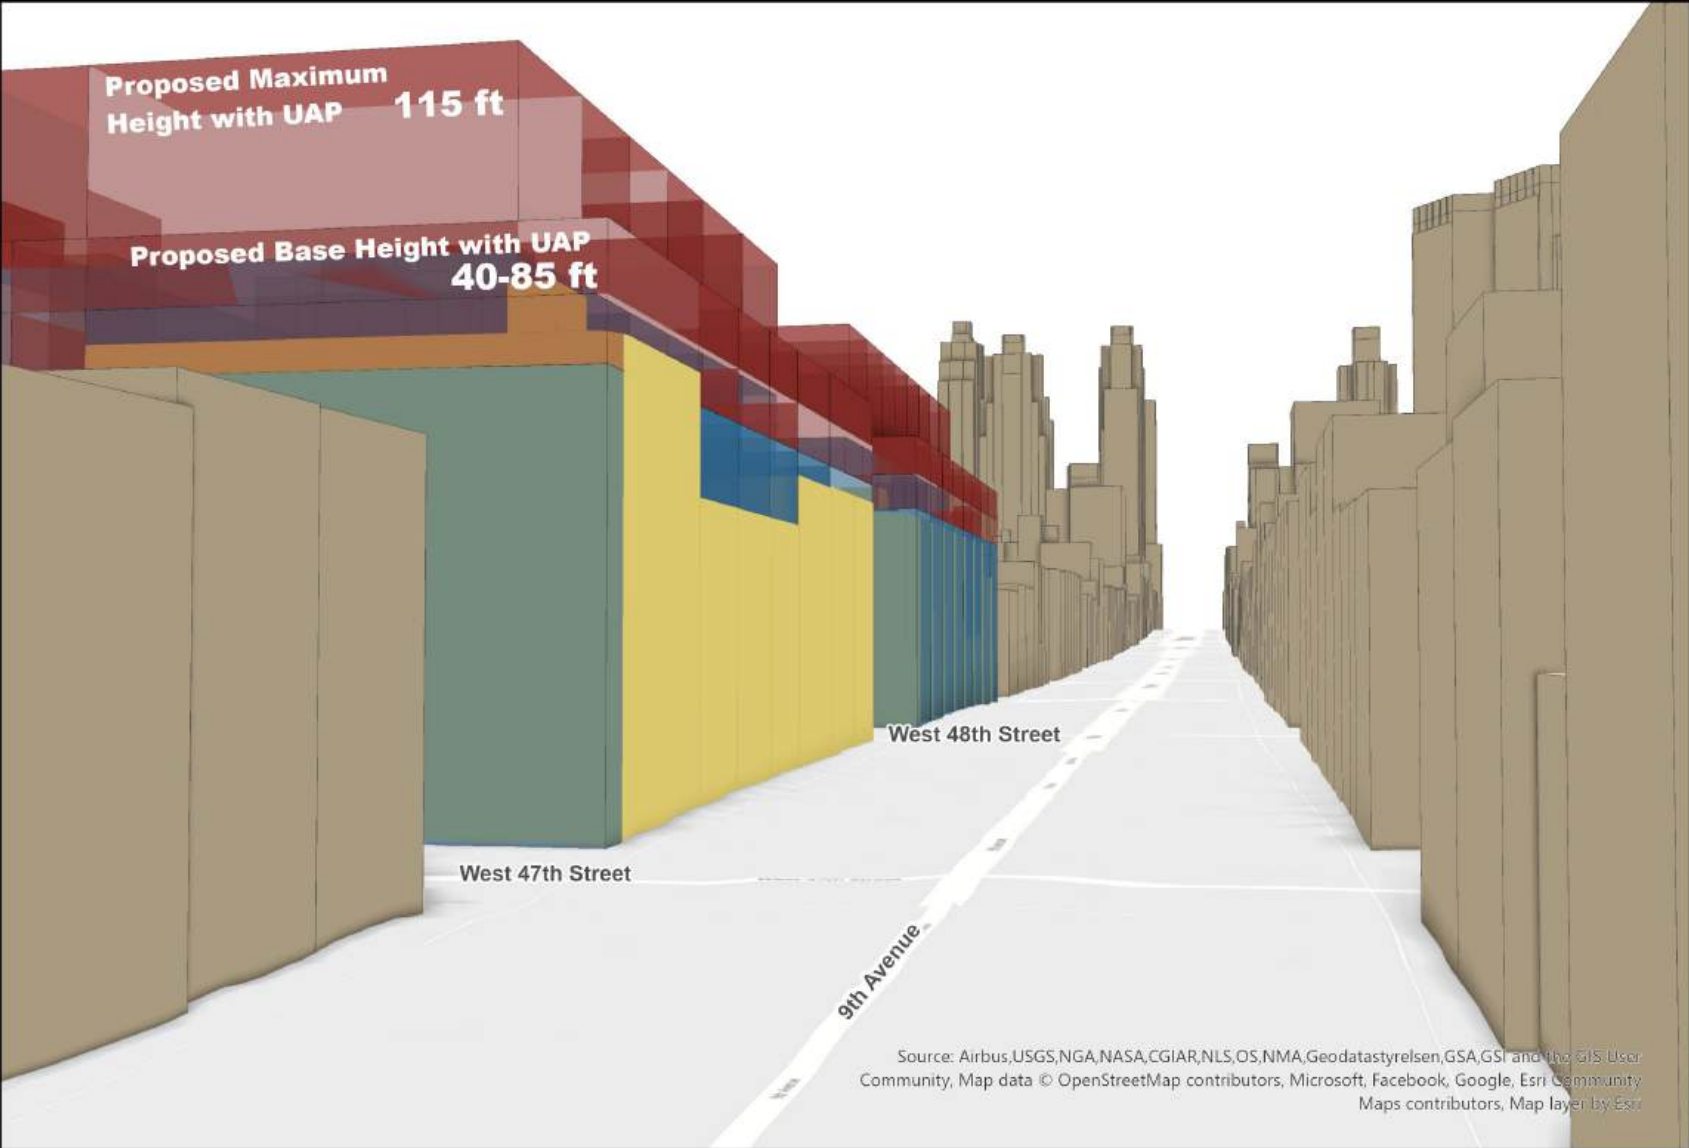 Proposed Maximum
Height with UAP 115 ft
Proposed Base Height with UAP
40-85 ft
West 48th Street
West 47th Street
9th Avenue
Source: Airbus,USGS,NGA,NASA,CGIAR,NLS,OS,NMA,Geodatastyrelsen,GSA,GSI and the GIS User
Community, Map data © OpenStreetMap contributors, Microsoft, Facebook, Google, Esri Community
Maps contributors, Map layer by Esri